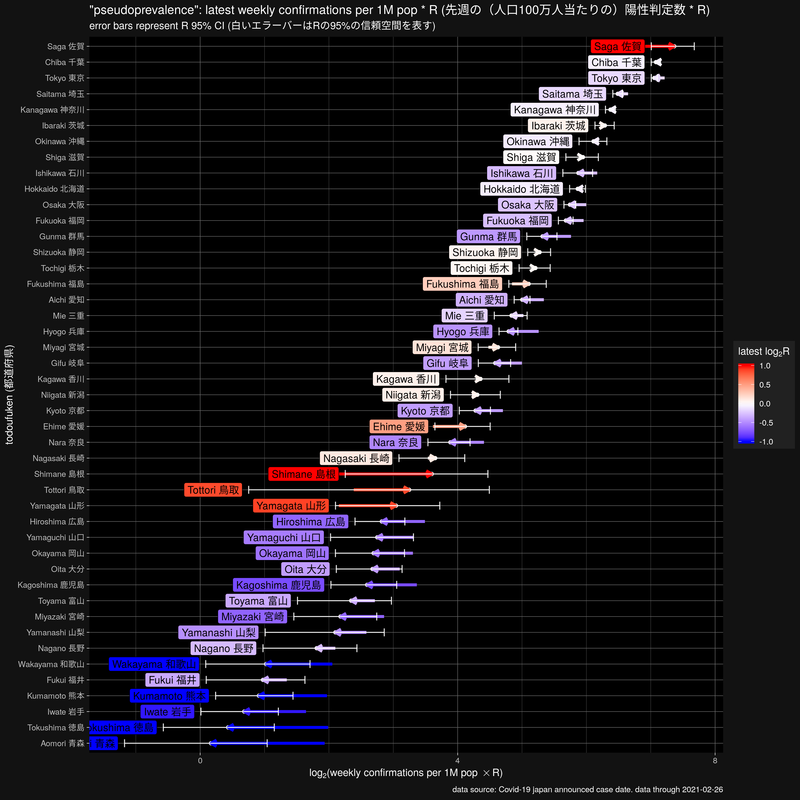 "pseudoprevalence": latest weekly confirmations per 1M pop * R (先週の（人口100万人当たりの）陽性判定数 * R)
error bars represent R 95% CI (白いエラーバーはRの95%の信頼空間を表す)
todoufuken (都道府県)
Saga 佐賀
Chiba 千葉
Tokyo 東京
Saitama 埼玉
Kanagawa 神奈川
Ibaraki 茨城
Okinawa 沖縄
Shiga 滋賀
Ishikawa 石川
Hokkaido 北海道
Osaka 大阪
Fukuoka 福岡
Gunma 群馬
Shizuoka 静岡
Tochigi 栃木
Fukushima 福島
Aichi 愛知
Mie 三重
Hyogo 兵庫
Miyagi 宮城
Gifu 岐阜
Kagawa 香川
Niigata 新潟
Kyoto 京都
Ehime 愛媛
Nara 奈良
Nagasaki 長崎
Shimane 島根
Tottori 鳥取
Yamagata 山形
Hiroshima 広島
Yamaguchi 山口
Okayama 岡山
Oita 大分
Kagoshima 鹿児島
Toyama 富山
Miyazaki 宮崎
Yamanashi 山梨
Nagano 長野
Wakayama 和歌山
Fukui 福井
Kumamoto 熊本
Iwate 岩手
Tokushima 徳島
Aomori 青森
Saga 佐賀
Chiba 千葉
Tokyo 東京
Saitama 埼玉
Kanagawa 神奈川
Ibaraki 茨城
Okinawa 沖縄
Shiga 滋賀
Ishikawa 石川
Hokkaido 北海道
Osaka 大阪
Fukuoka 福岡
Gunma 群馬
Shizuoka 静岡
Tochigi 栃木
Fukushima 福島
Aichi 愛知
Mie 三重
Hyogo 兵庫
Miyagi 宮城
Gifu 岐阜
Kagawa 香川
Niigata 新潟
Kyoto 京都
Ehime 愛媛
Nara 奈良
Nagasaki 長崎
Shimane 島根
Tottori 鳥取
Yamagata 山形
Hiroshima 広島
Yamaguchi 山口
Okayama 岡山
Oita 大分
Kagoshima 鹿児島
Toyama 富山
Miyazaki 宮崎
Yamanashi 山梨
Nagano 長野
Wakayama 和歌山
Fukui 福井
Kumamoto 熊本
Iwate 岩手
徳島
青森
latest log₂R
1.0
0.5
0.0
-0.5
-1.0
0 4 8
log₂(weekly confirmations per 1M pop × R)
data source: Covid-19 japan announced case date. data through 2021-02-26